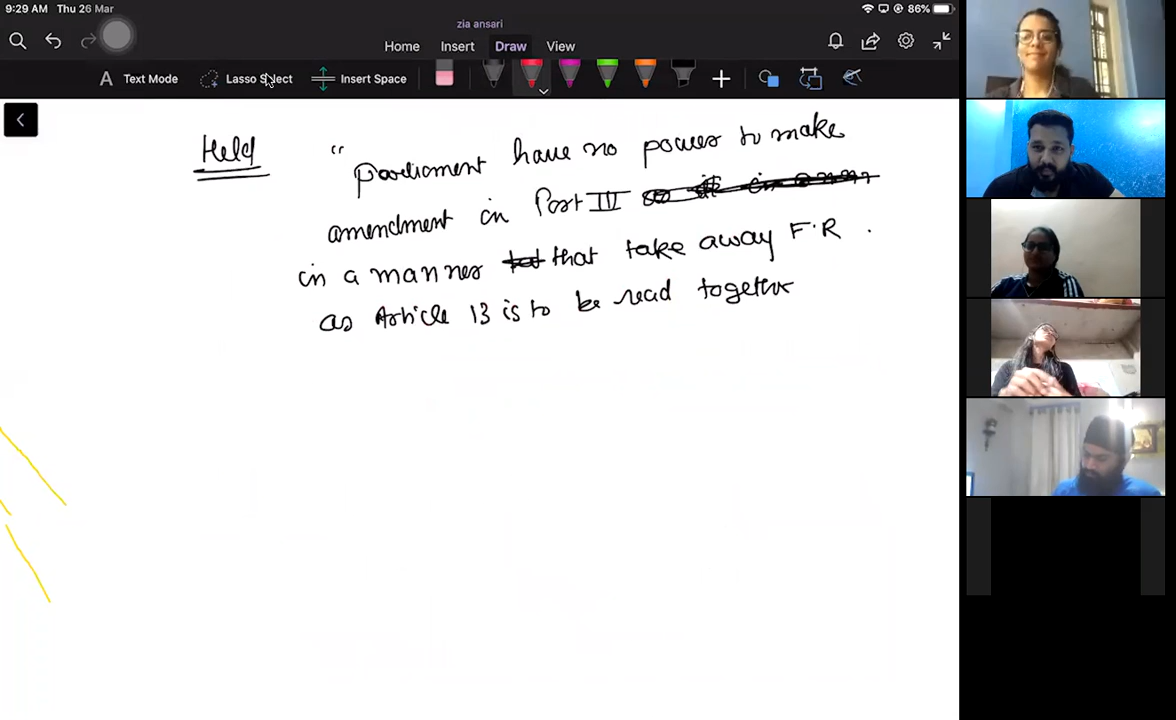 9:29 AM Thu 26 Mar
86%
zia ansari
Home Insert Draw View
Text Mode Lasso Select Insert Space
Held "
Parliament have no power to make
amendment in Part III
in a manner that take away F.R.
as Article 13 is to be read together